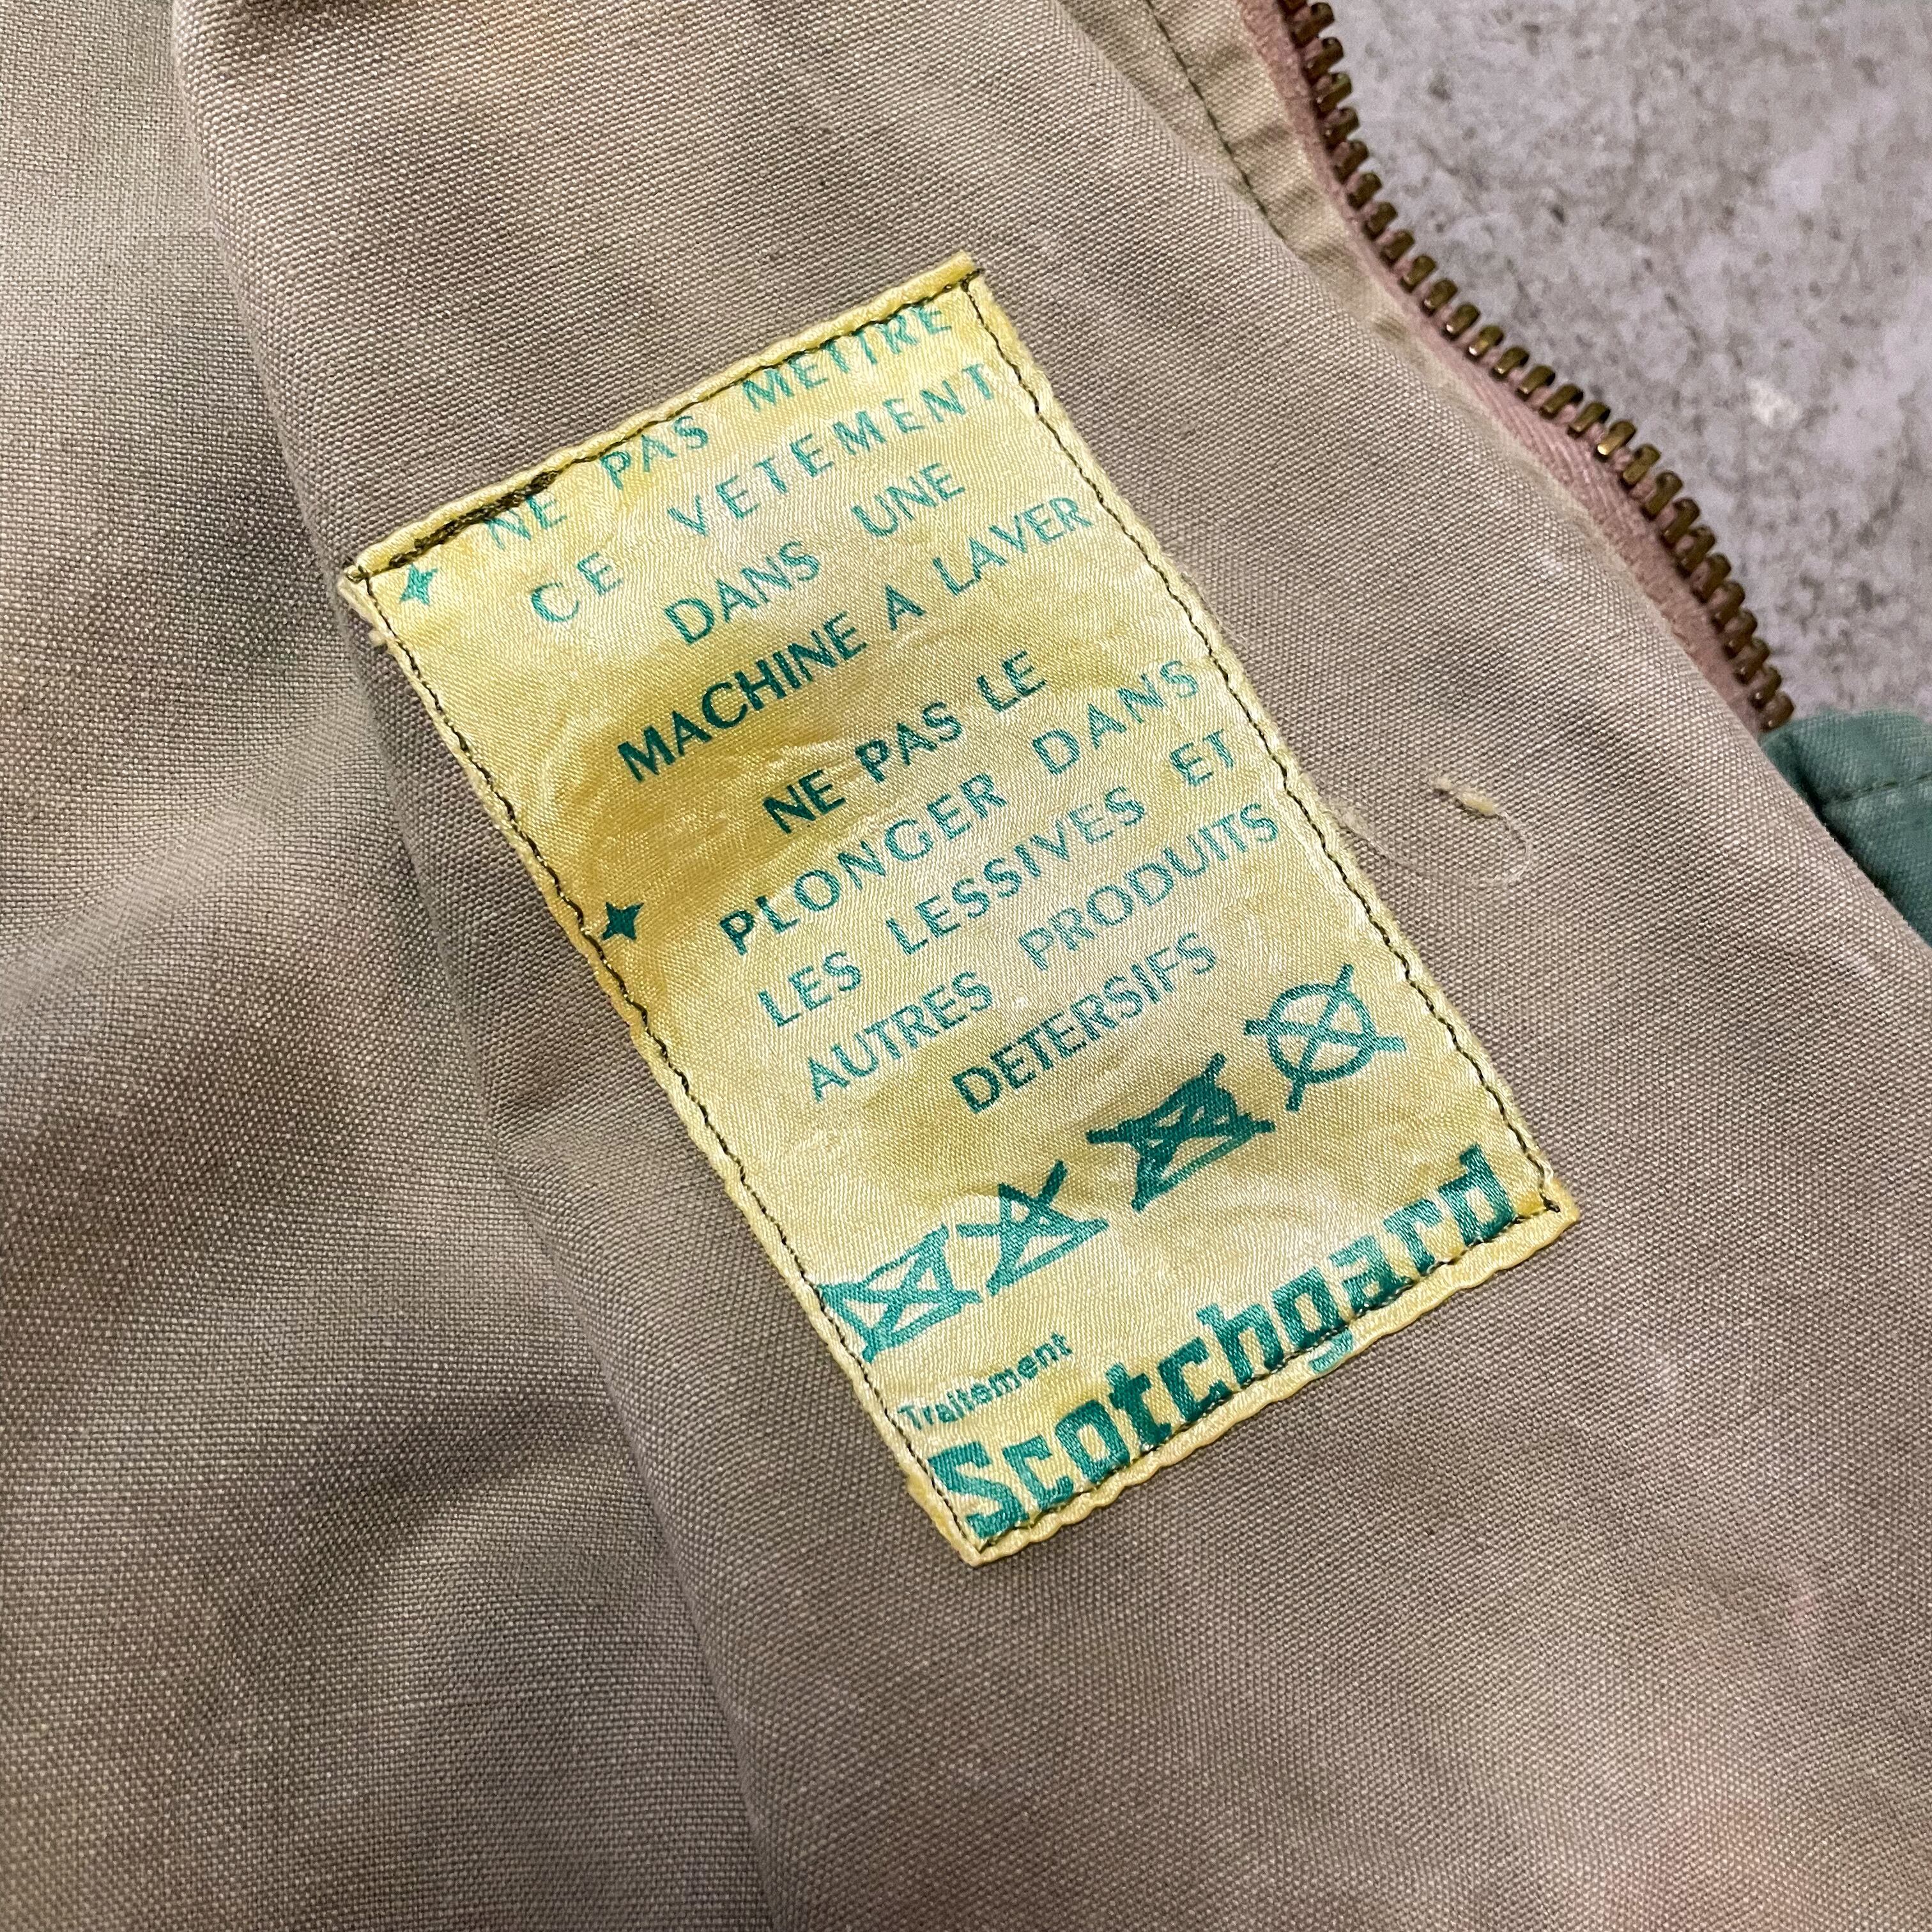 NE PAS METTRE
CE VETEMENT
DANS UNE
MACHINE A LAVER
NE PAS LE
PLONGER DANS
LES LESSIVES ET
AUTRES PRODUITS
DETERSIFS
Traitement
Scotchgard